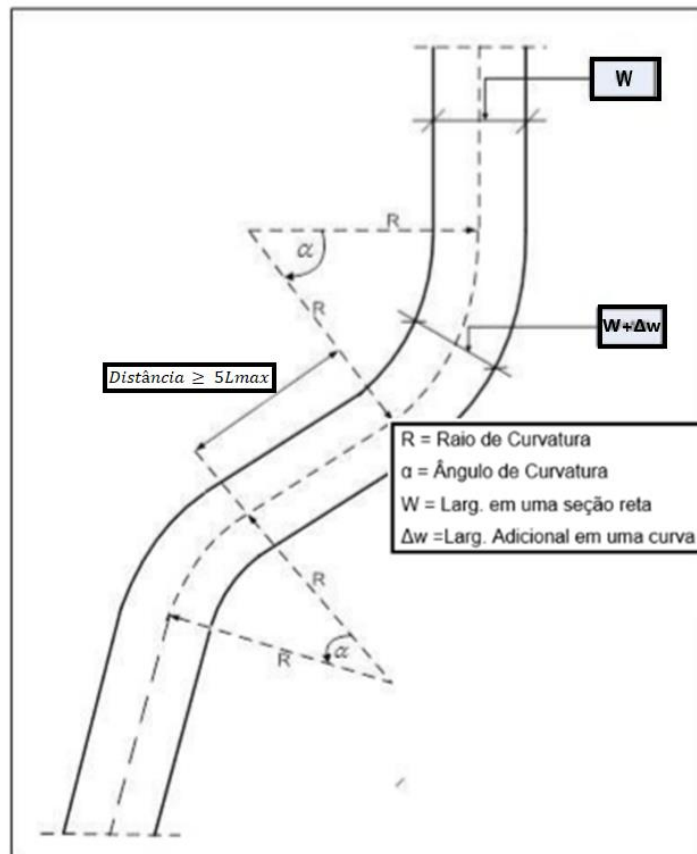 W
R
α
R
W+Δw
Distância ≥ 5Lmax
R = Raio de Curvatura
α = Ângulo de Curvatura
W = Larg. em uma seção reta
Δw =Larg. Adicional em uma curva
R
α
R